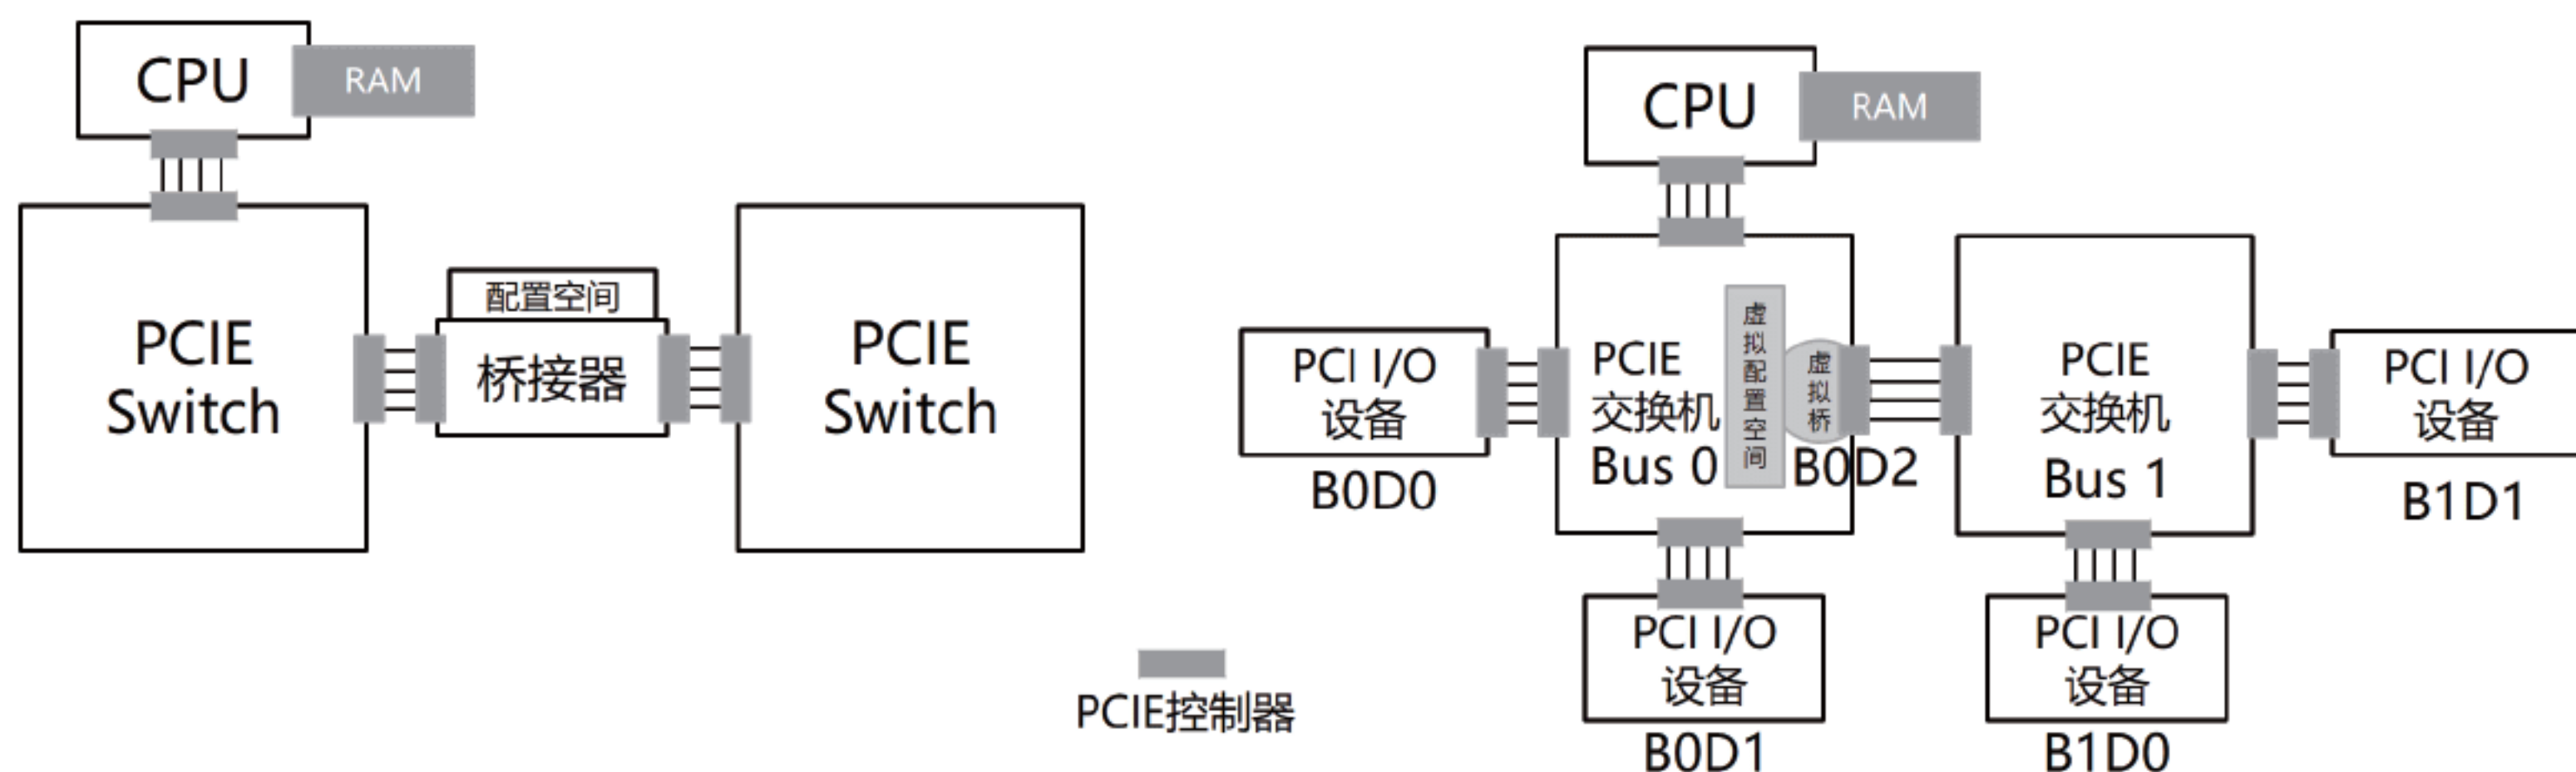 CPU
RAM
PCIE
Switch
配置空间
桥接器
PCIE
Switch
PCIE控制器
CPU
RAM
PCI I/O
设备
B0D0
PCIE
交换机
Bus 0
虚拟配置空间
虚拟桥
B0D2
PCIE
交换机
Bus 1
PCI I/O
设备
B1D1
PCI I/O
设备
B0D1
PCI I/O
设备
B1D0